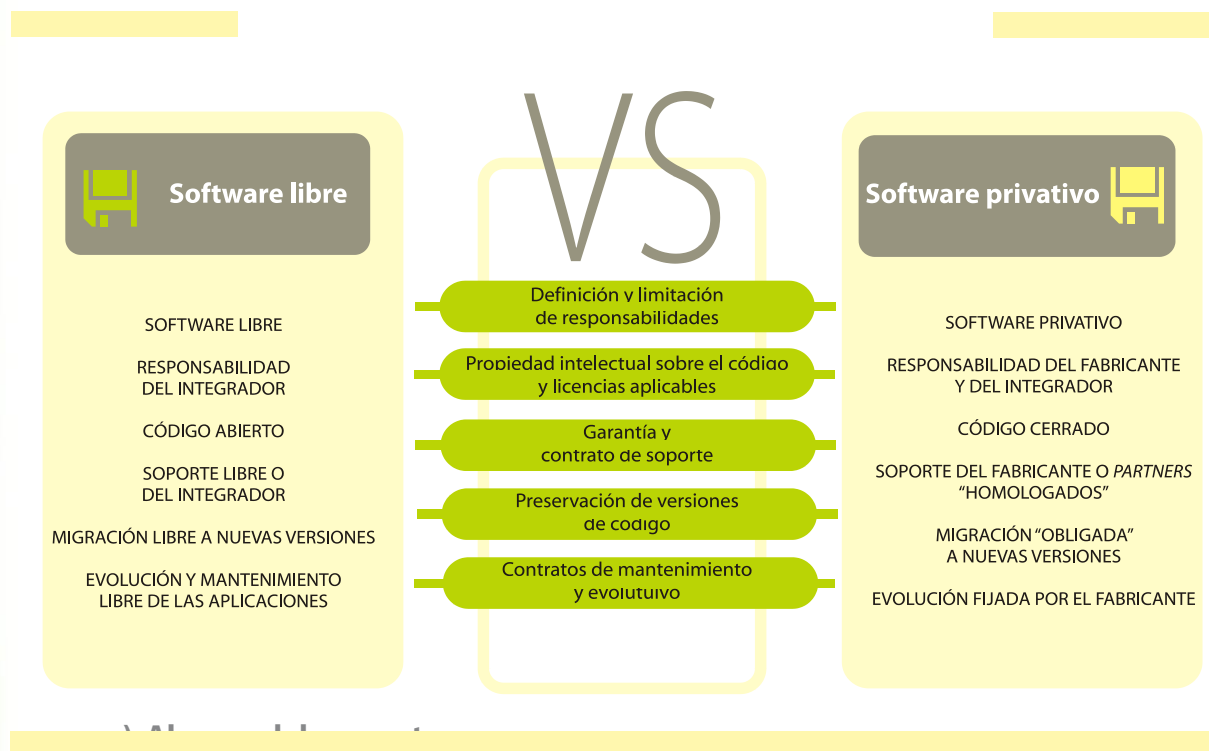 VS
Software libre
SOFTWARE LIBRE
RESPONSABILIDAD
DEL INTEGRADOR
CÓDIGO ABIERTO
SOPORTE LIBRE O
DEL INTEGRADOR
MIGRACIÓN LIBRE A NUEVAS VERSIONES
EVOLUCIÓN Y MANTENIMIENTO
LIBRE DE LAS APLICACIONES
Definición y limitación
de responsabilidades
Propiedad intelectual sobre el código
y licencias aplicables
Garantía y
contrato de soporte
Preservación de versiones
de código
Contratos de mantenimiento
y evolutuivo
Software privativo
SOFTWARE PRIVATIVO
RESPONSABILIDAD DEL FABRICANTE
Y DEL INTEGRADOR
CÓDIGO CERRADO
SOPORTE DEL FABRICANTE O PARTNERS
“HOMOLOGADOS”
MIGRACIÓN “OBLIGADA”
A NUEVAS VERSIONES
EVOLUCIÓN FIJADA POR EL FABRICANTE